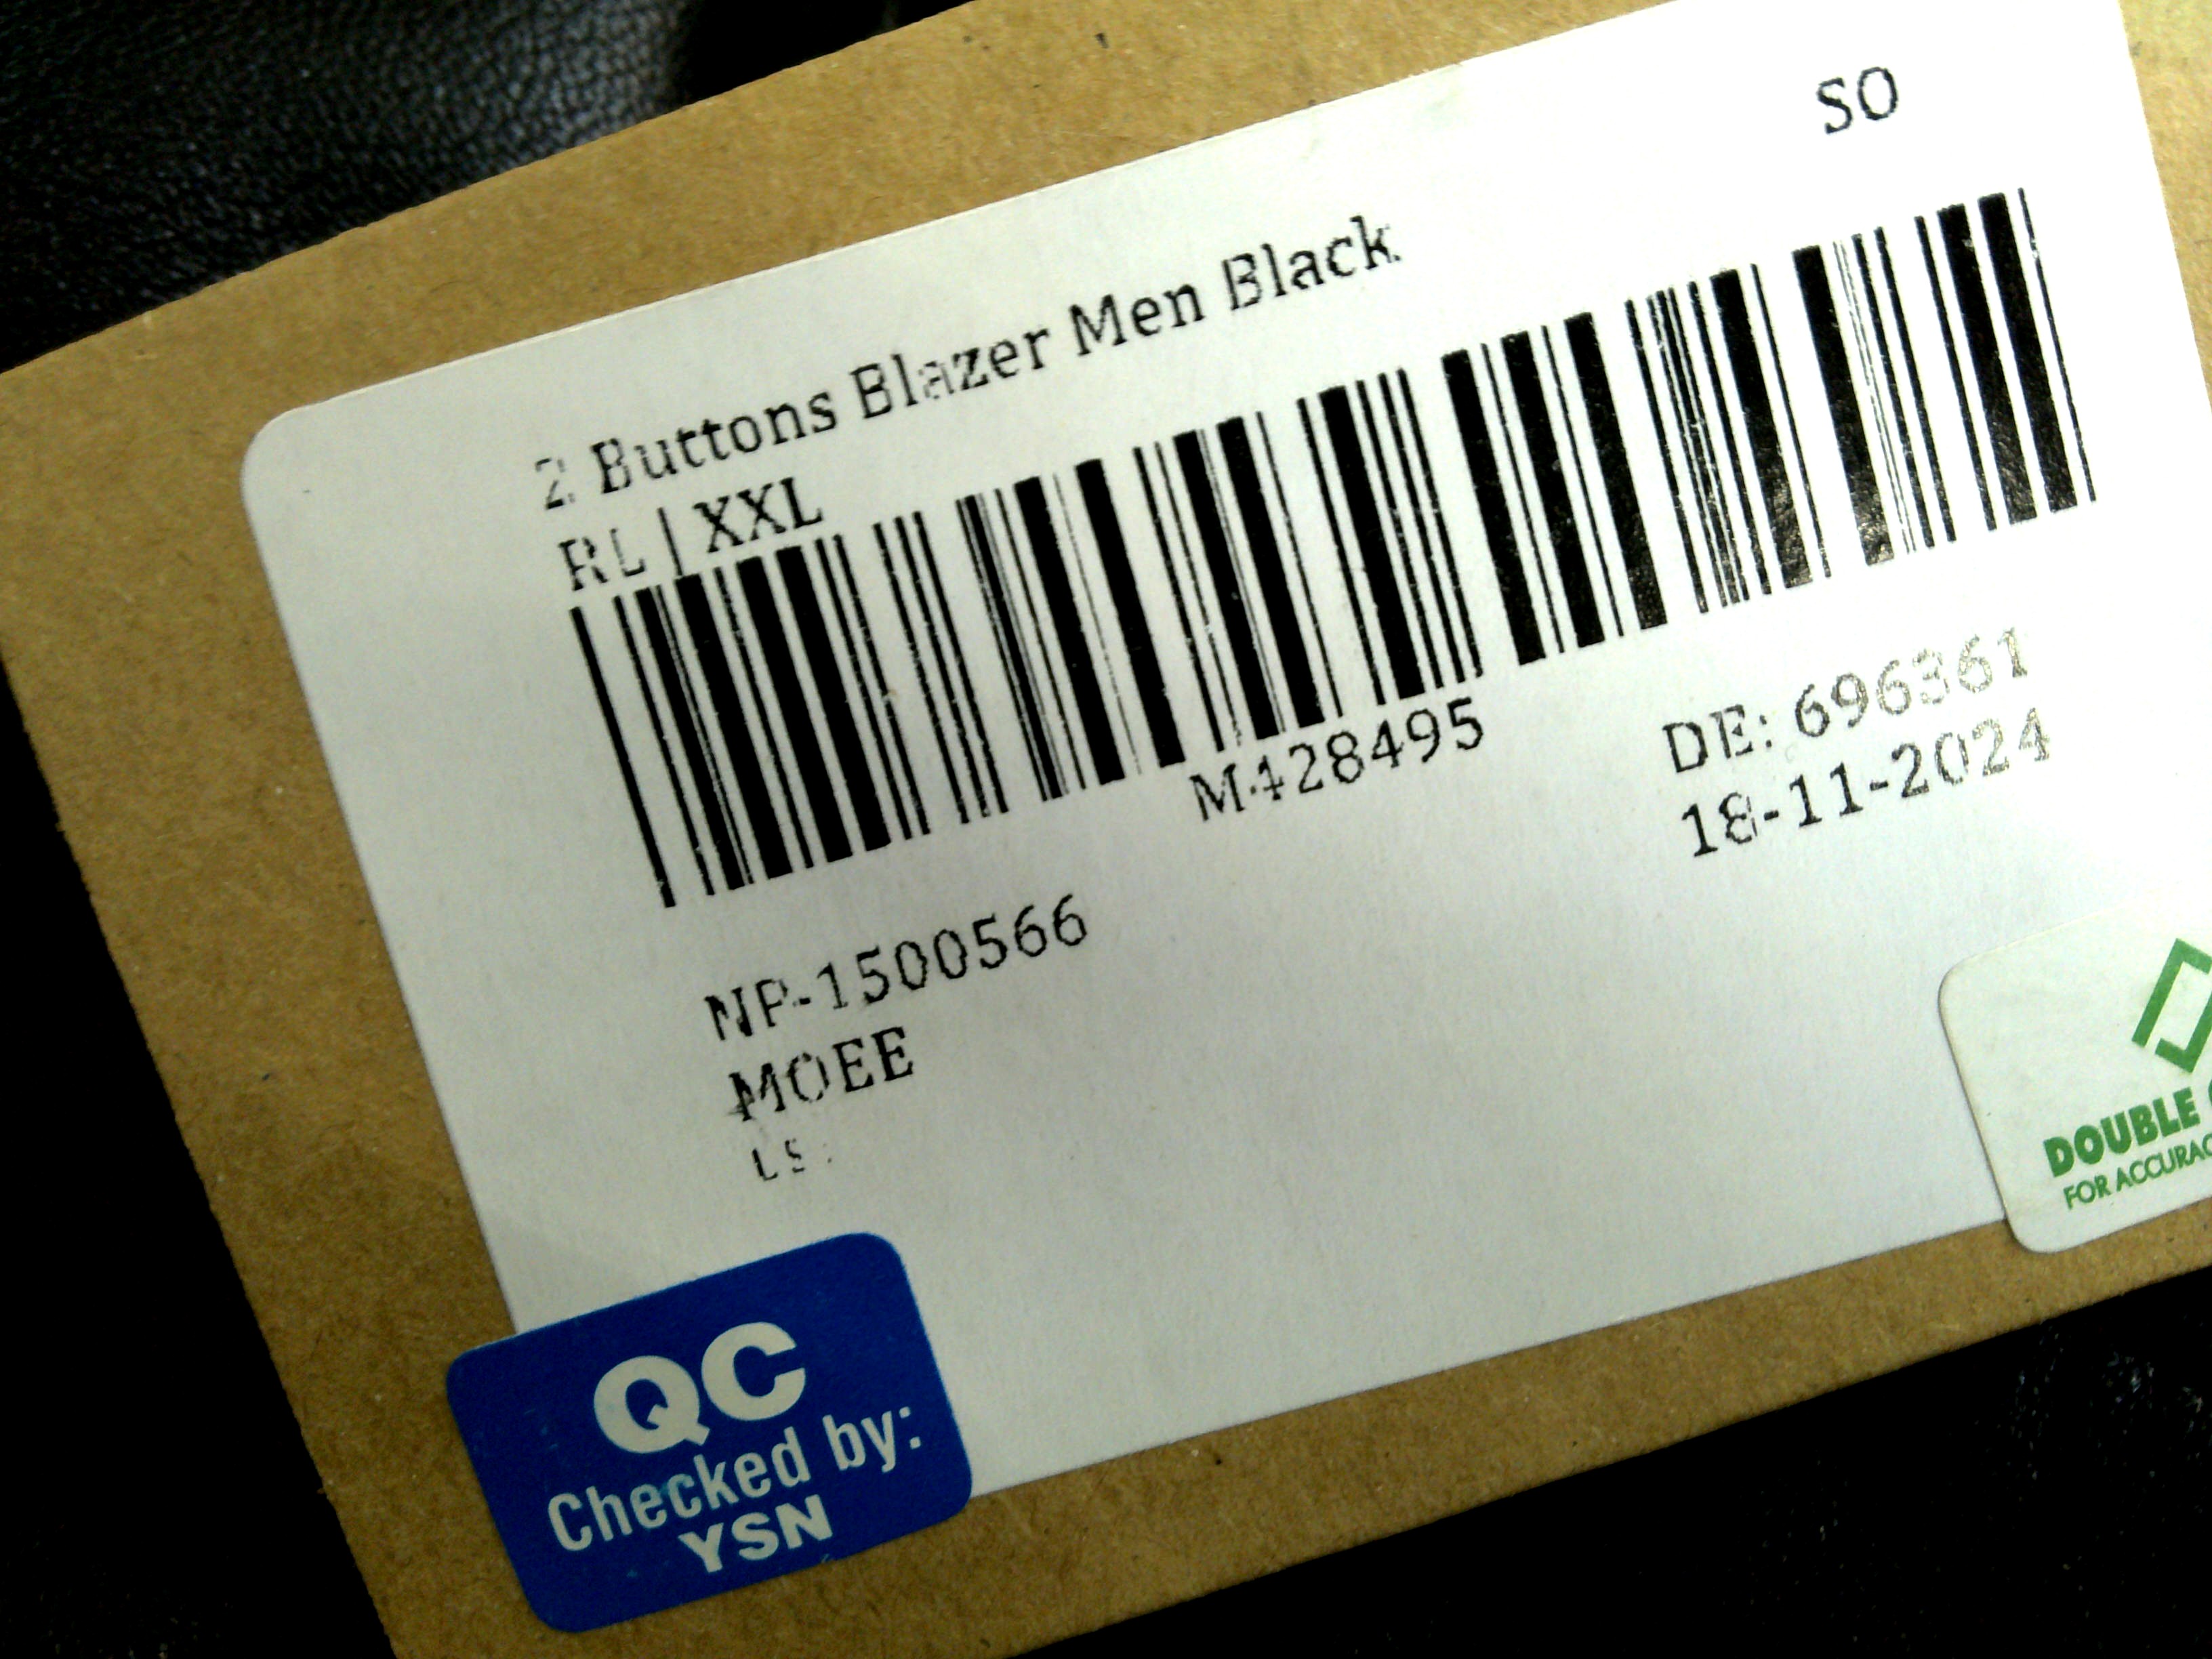 SO
2 Buttons Blazer Men Black
RL | XXL
M428495
DE: 696361
18-11-2024
NP-1500566
MOEE
LS:
QC
Checked by:
YSN
DOUBLE
FOR